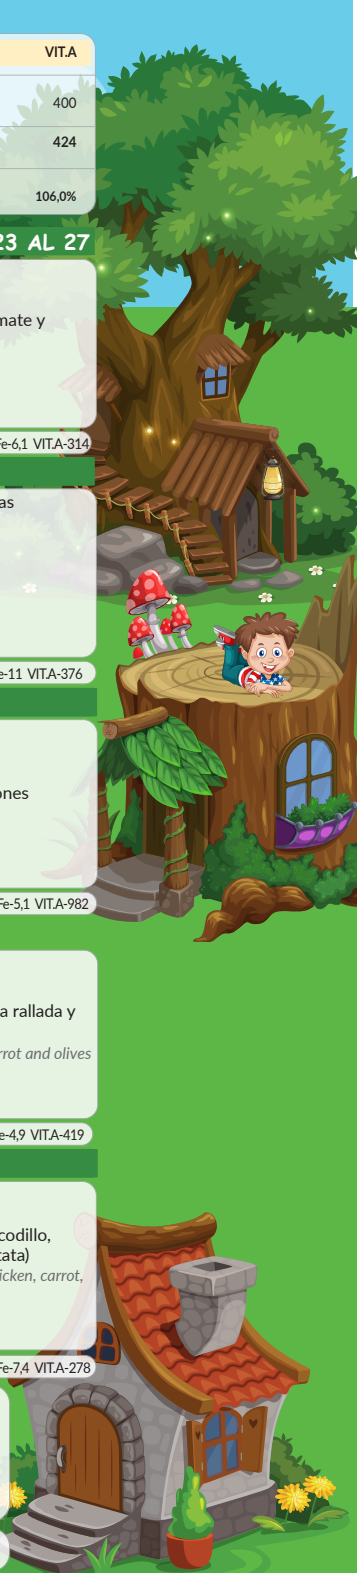 VIT.A
400
424
106,0%
23 AL 27
mate y
Fe-6,1 VIT.A-314
as
e-11 VIT.A-376
ones
Fe-5,1 VIT.A-982
a rallada y
rrot and olives
e-4,9 VIT.A-419
codillo,
tata)
icken, carrot,
Fe-7,4 VIT.A-278